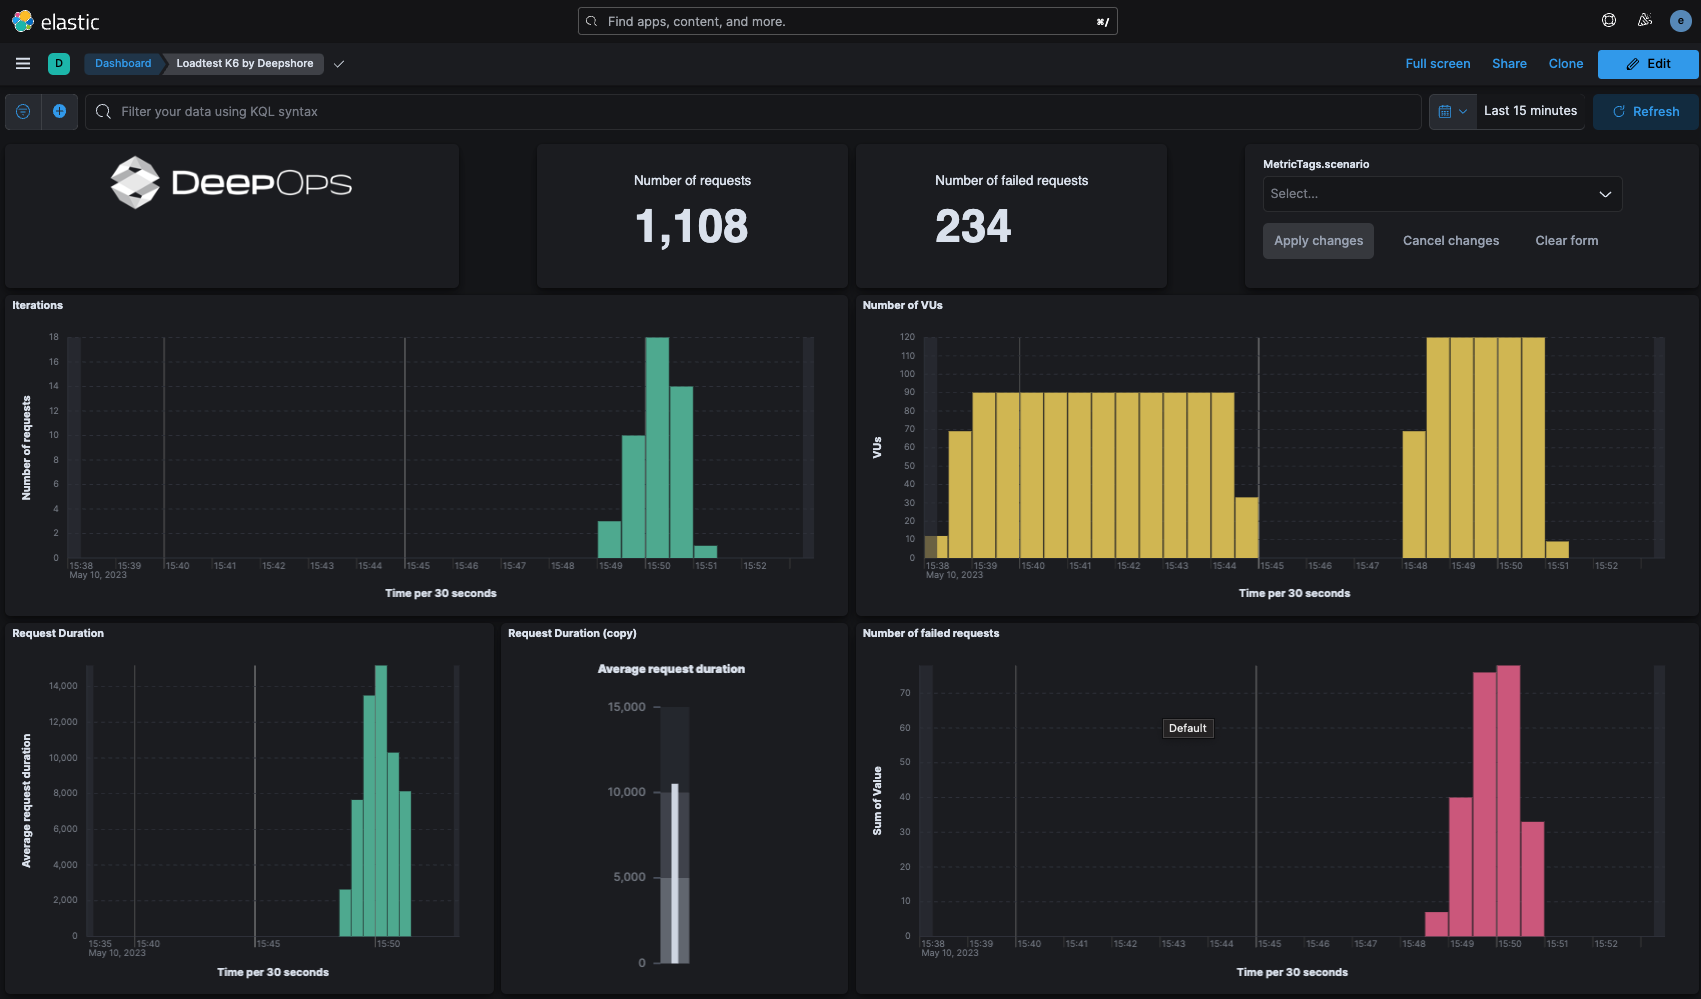 elastic
Find apps, content, and more.
⌘/
e
D
Dashboard
Loadtest K6 by Deepshore
Full screen
Share
Clone
Edit
Filter your data using KQL syntax
Last 15 minutes
Refresh
DeepOps
Number of requests
1,108
Number of failed requests
234
MetricTags.scenario
Select...
Apply changes
Cancel changes
Clear form
Iterations
Number of requests
18
16
14
12
10
8
6
4
2
0
15:38 15:39 15:40 15:41 15:42 15:43 15:44 15:45 15:46 15:47 15:48 15:49 15:50 15:51 15:52
May 10, 2023
Time per 30 seconds
Number of VUs
VUs
120
110
100
90
80
70
60
50
40
30
20
10
0
15:38 15:39 15:40 15:41 15:42 15:43 15:44 15:45 15:46 15:47 15:48 15:49 15:50 15:51 15:52
May 10, 2023
Time per 30 seconds
Request Duration
Average request duration
14,000
12,000
10,000
8,000
6,000
4,000
2,000
0
15:35 15:40 15:45 15:50
May 10, 2023
Time per 30 seconds
Request Duration (copy)
Average request duration
15,000
10,000
5,000
0
Number of failed requests
Default
Sum of Value
70
60
50
40
30
20
10
0
15:38 15:39 15:40 15:41 15:42 15:43 15:44 15:45 15:46 15:47 15:48 15:49 15:50 15:51 15:52
May 10, 2023
Time per 30 seconds